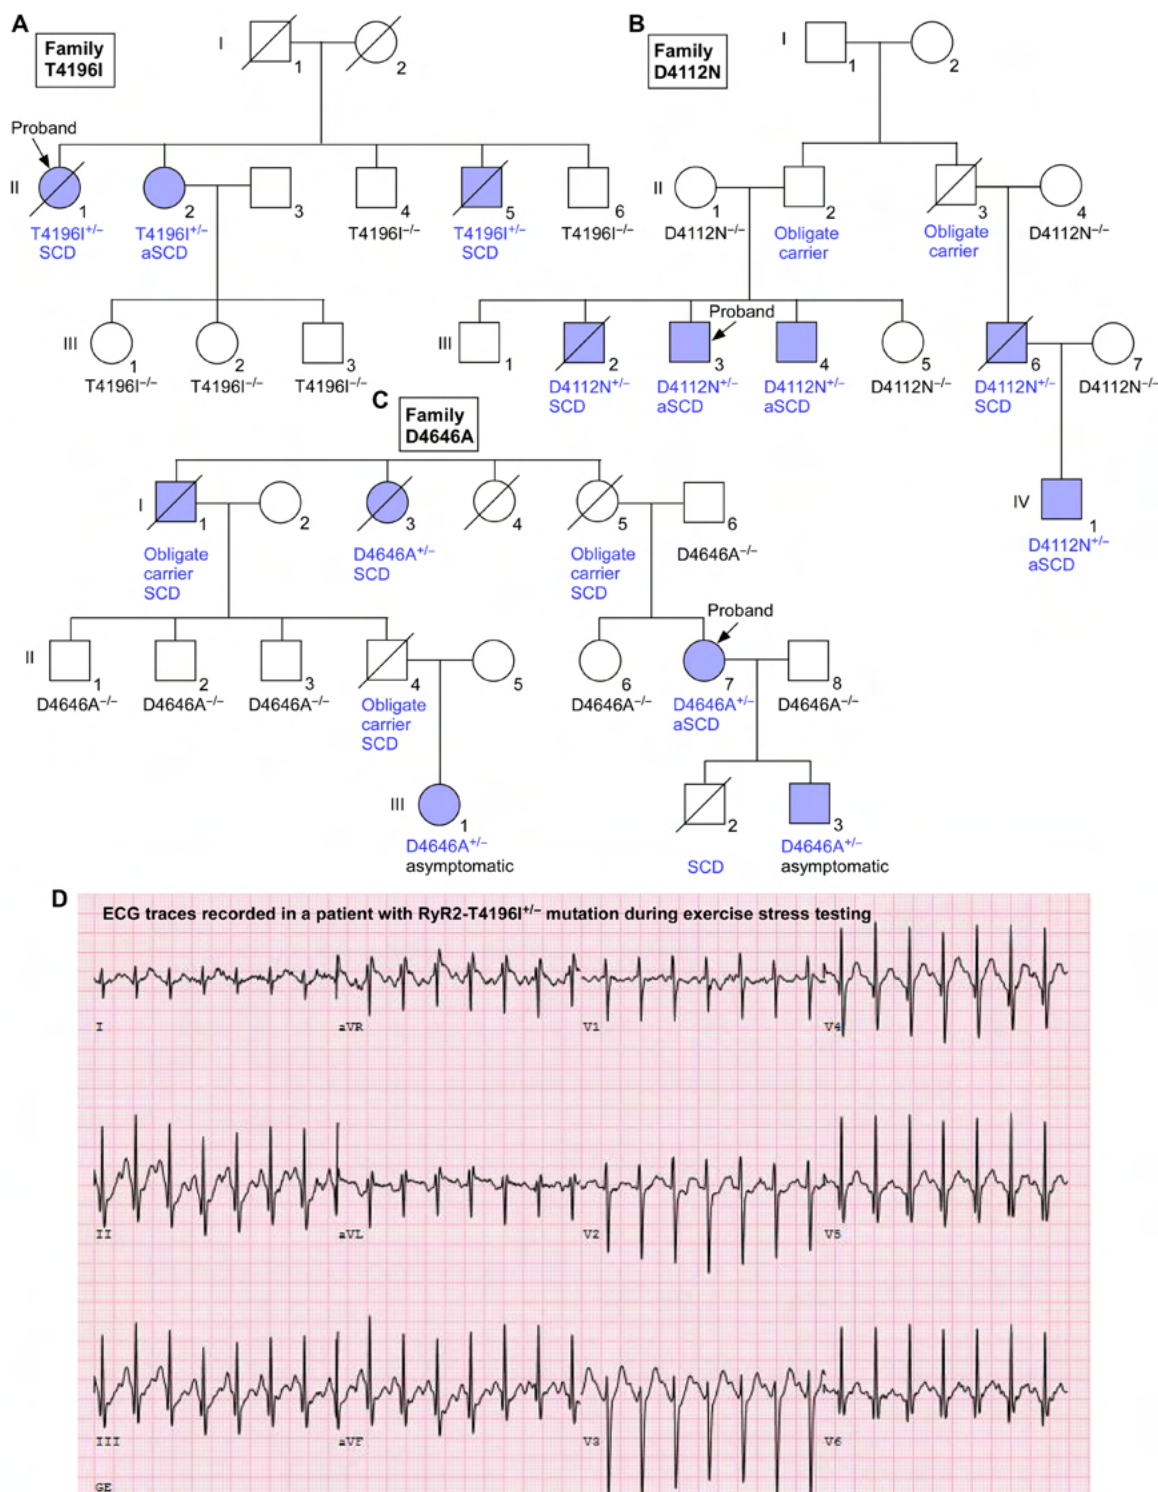 A
Family
T4196I
I
1
2
Proband
II
1
2
3
4
5
6
T4196I+/–
SCD
T4196I+/–
aSCD
T4196I–/–
T4196I+/–
SCD
T4196I–/–
III
1
2
3
T4196I–/–
T4196I–/–
T4196I–/–
B
Family
D4112N
I
1
2
II
1
2
3
4
D4112N–/–
Obligate
carrier
Obligate
carrier
D4112N–/–
Proband
III
1
2
3
4
5
6
7
D4112N+/–
SCD
D4112N+/–
aSCD
D4112N+/–
aSCD
D4112N–/–
D4112N+/–
SCD
D4112N–/–
IV
1
D4112N+/–
aSCD
C
Family
D4646A
I
1
2
3
4
5
6
Obligate
carrier
SCD
D4646A+/–
SCD
Obligate
carrier
SCD
D4646A–/–
Proband
II
1
2
3
4
5
6
7
8
D4646A–/–
D4646A–/–
D4646A–/–
Obligate
carrier
SCD
D4646A–/–
D4646A+/–
aSCD
D4646A–/–
III
1
2
3
D4646A+/–
asymptomatic
SCD
D4646A+/–
asymptomatic
D
ECG traces recorded in a patient with RyR2-T4196I+/– mutation during exercise stress testing
I
aVR
V1
V4
II
aVL
V2
V5
III
aVF
V3
V6
GE